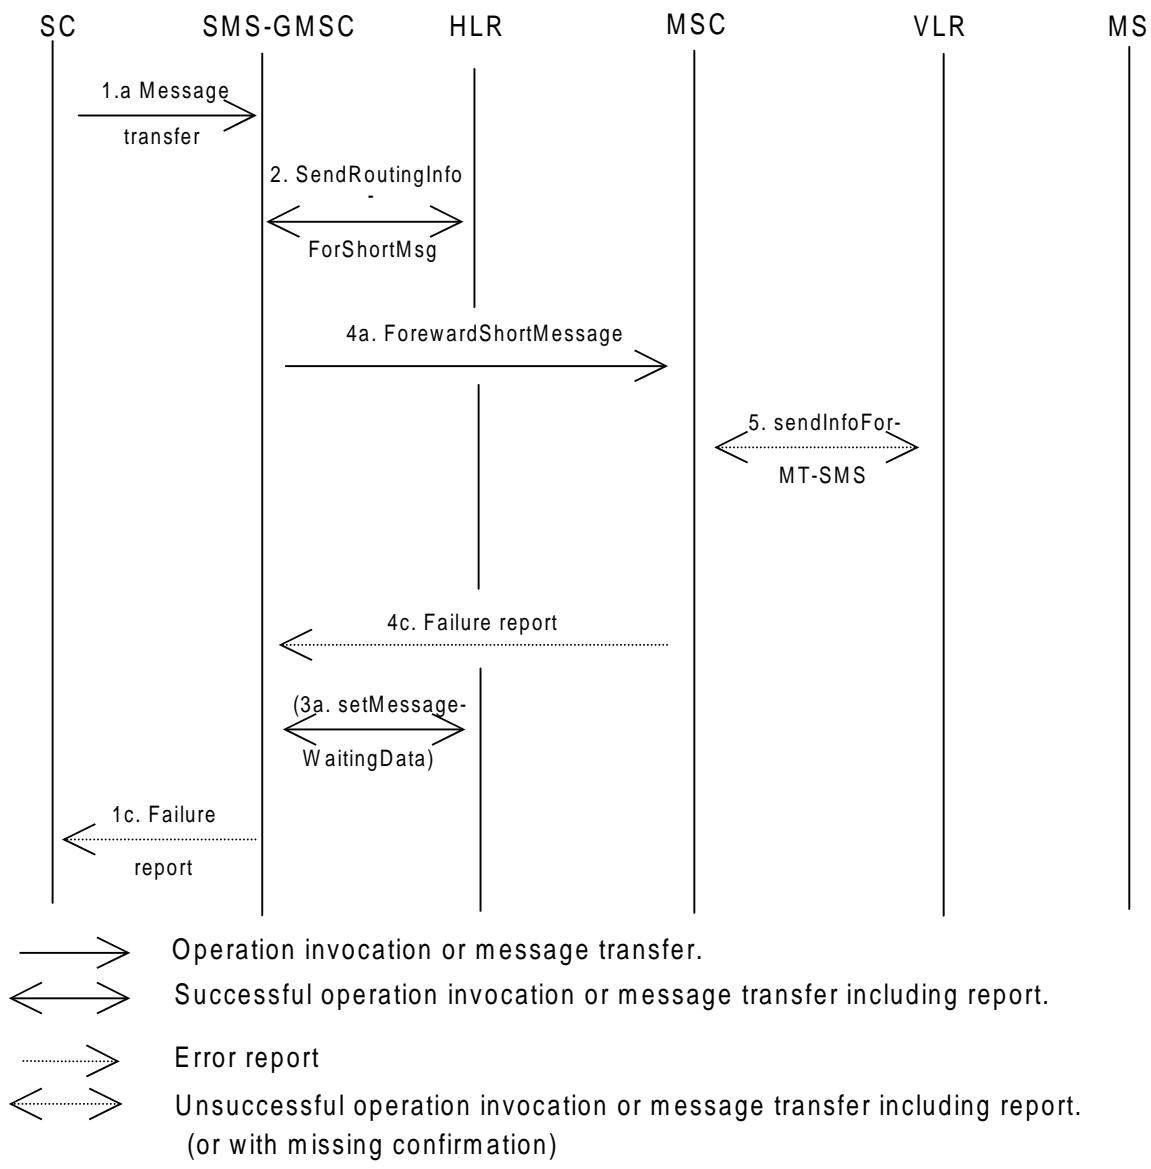 SC SMS-GMSC HLR MSC VLR MS
1.a Message
transfer
2. SendRoutingInfo
-
ForShortMsg
4a. ForewardShortMessage
5. sendInfoFor-
MT-SMS
4c. Failure report
(3a. setMessage-
WaitingData)
1c. Failure
report
Operation invocation or message transfer.
Successful operation invocation or message transfer including report.
Error report
Unsuccessful operation invocation or message transfer including report.
(or with missing confirmation)